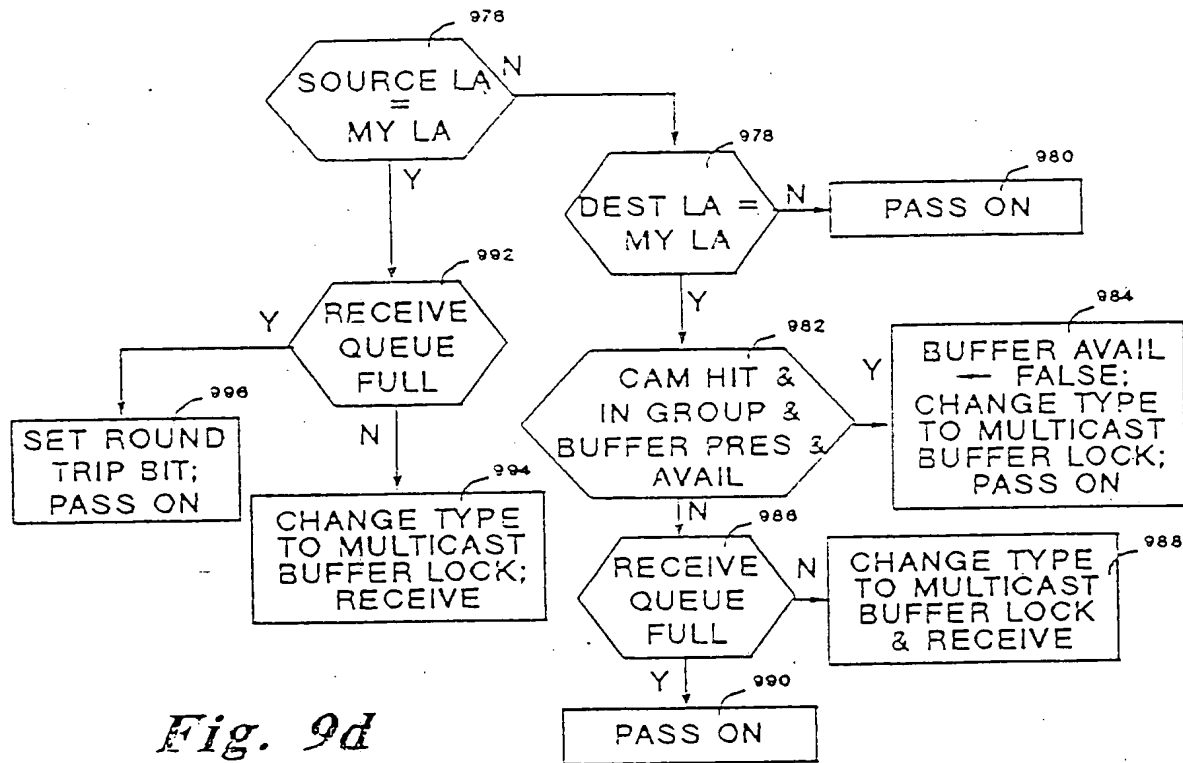 978
SOURCE LA
=
MY LA
N
Y
978
DEST LA =
MY LA
N
980
PASS ON
Y
992
RECEIVE
QUEUE
FULL
Y
N
996
SET ROUND
TRIP BIT;
PASS ON
994
CHANGE TYPE
TO MULTICAST
BUFFER LOCK;
RECEIVE
982
CAM HIT &
IN GROUP &
BUFFER PRES &
AVAIL
Y
N
984
BUFFER AVAIL
← FALSE;
CHANGE TYPE
TO MULTICAST
BUFFER LOCK;
PASS ON
986
RECEIVE
QUEUE
FULL
N
Y
988
CHANGE TYPE
TO MULTICAST
BUFFER LOCK
& RECEIVE
990
PASS ON
Fig. 9d